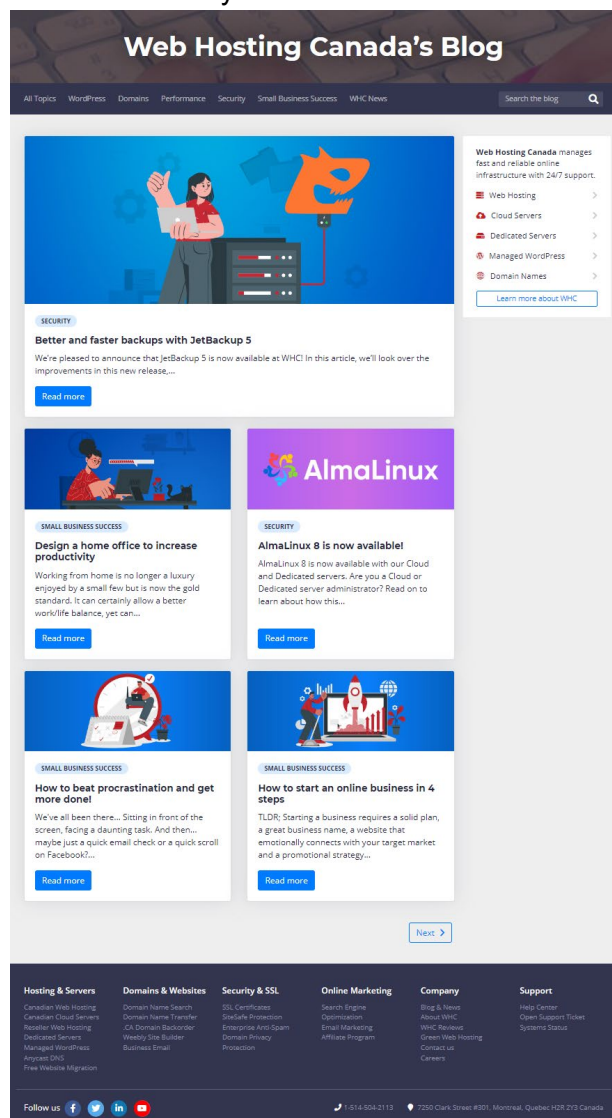 Web Hosting Canada's Blog
All Topics WordPress Domains Performance Security Small Business Success WHC News Search the blog
Web Hosting Canada manages
fast and reliable online
infrastructure with 24/7 support.
Web Hosting
Cloud Servers
Dedicated Servers
Managed WordPress
Domain Names
Learn more about WHC
SECURITY
Better and faster backups with JetBackup 5
We're pleased to announce that JetBackup 5 is now available at WHC! In this article, we'll look over the
improvements in this new release,...
Read more
SMALL BUSINESS SUCCESS
Design a home office to increase
productivity
Working from home is no longer a luxury
enjoyed by a small few but is now the gold
standard. It can certainly allow a better
work/life balance, yet can...
Read more
AlmaLinux
SECURITY
AlmaLinux 8 is now available!
AlmaLinux 8 is now available with our Cloud
and Dedicated servers. Are you a Cloud or
Dedicated server administrator? Read on to
learn about how this...
Read more
SMALL BUSINESS SUCCESS
How to beat procrastination and get
more done!
We've all been there... Sitting in front of the
screen, facing a daunting task. And then...
maybe just a quick email check or a quick scroll
on Facebook?...
Read more
SMALL BUSINESS SUCCESS
How to start an online business in 4
steps
TLDR; Starting a business requires a solid plan,
a great business name, a website that
emotionally connects with your target market
and a promotional strategy...
Read more
Next
Hosting & Servers
Canadian Web Hosting
Canadian Cloud Servers
Reseller Web Hosting
Dedicated Servers
Managed WordPress
Anycast DNS
Free Website Migration
Domains & Websites
Domain Name Search
Domain Name Transfer
.CA Domain Backorder
Weebly Site Builder
Business Email
Security & SSL
SSL Certificates
SiteSafe Protection
Enterprise Anti-Spam
Domain Privacy
Protection
Online Marketing
Search Engine
Optimization
Email Marketing
Affiliate Program
Company
Blog & News
About WHC
WHC Reviews
Green Web Hosting
Contact us
Careers
Support
Help Center
Open Support Ticket
Systems Status
Follow us 1-514-504-2113 7250 Clark Street #301, Montreal, Quebec H2R 2Y3 Canada